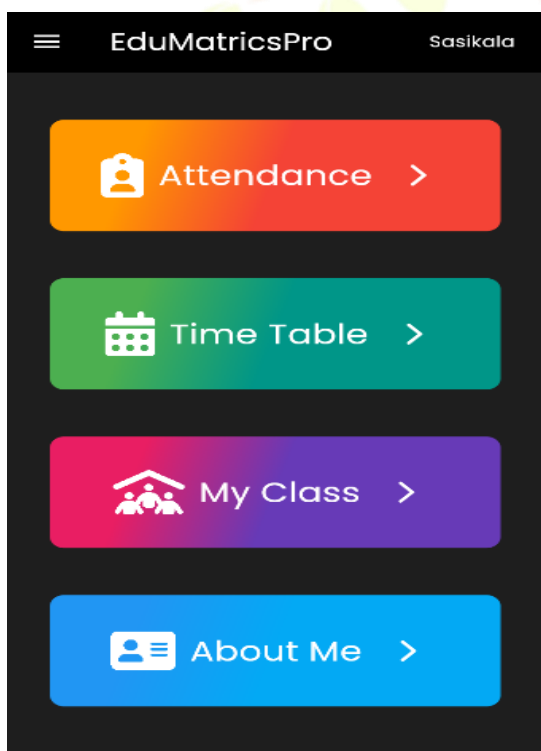 EduMatricsPro Sasikala
Attendance
Time Table
My Class
About Me